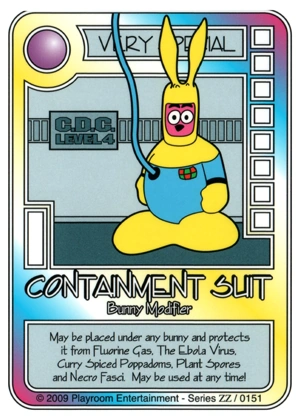 VERY SPECIAL
C.D.C.
LEVEL 4
CONTAINMENT SUIT
Bunny Modifier
May be placed under any bunny and protects
it from Fluorine Gas, The Ebola Virus,
Curry Spiced Poppadoms, Plant Spores
and Necro Fasci. May be used at any time!
© 2009 Playroom Entertainment - Series ZZ / 0151